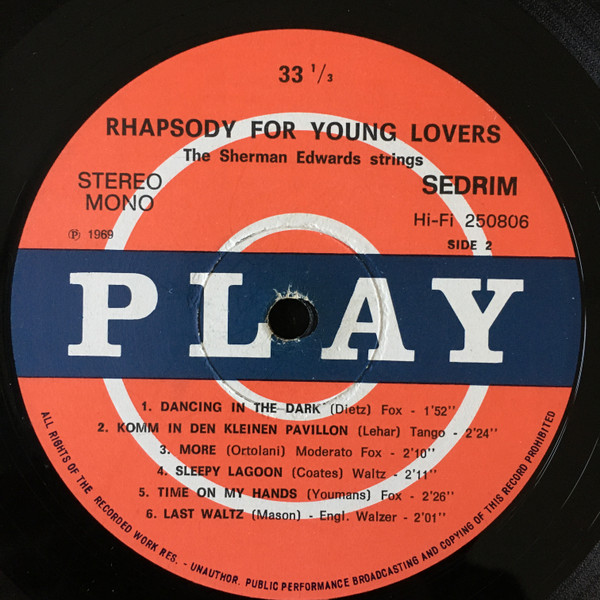 33 1/3
RHAPSODY FOR YOUNG LOVERS
The Sherman Edwards strings
STEREO
MONO
SEDRIM
Hi-Fi 250806
℗ 1969
SIDE 2
PLAY
1. DANCING IN THE DARK (Dietz) Fox - 1'52''
2. KOMM IN DEN KLEINEN PAVILLON (Lehar) Tango - 2'24''
3. MORE (Ortolani) Moderato Fox - 2'10''
4. SLEEPY LAGOON (Coates) Waltz - 2'11''
5. TIME ON MY HANDS (Youmans) Fox - 2'26''
6. LAST WALTZ (Mason) - Engl. Walzer - 2'01''
ALL RIGHTS OF THE RECORDED WORK RES. - UNAUTHOR. PUBLIC PERFORMANCE BROADCASTING AND COPYING OF THIS RECORD PROHIBITED